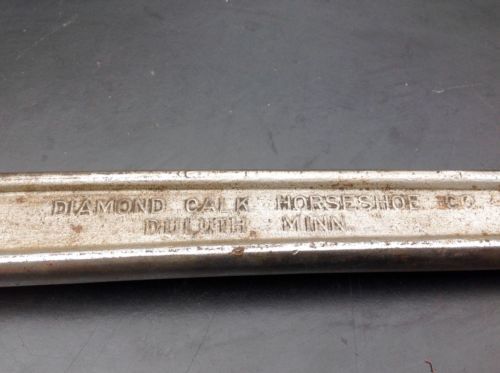 DIAMOND CALK HORSESHOE CO.
DULUTH MINN